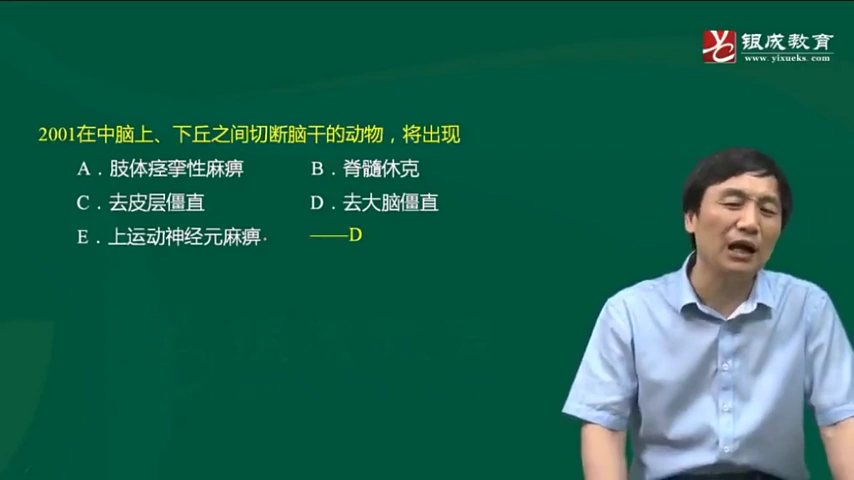 银成教育
www.yixueks.com
2001在中脑上、下丘之间切断脑干的动物，将出现
A．肢体痉挛性麻痹 B．脊髓休克
C．去皮层僵直 D．去大脑僵直
E．上运动神经元麻痹. ——D